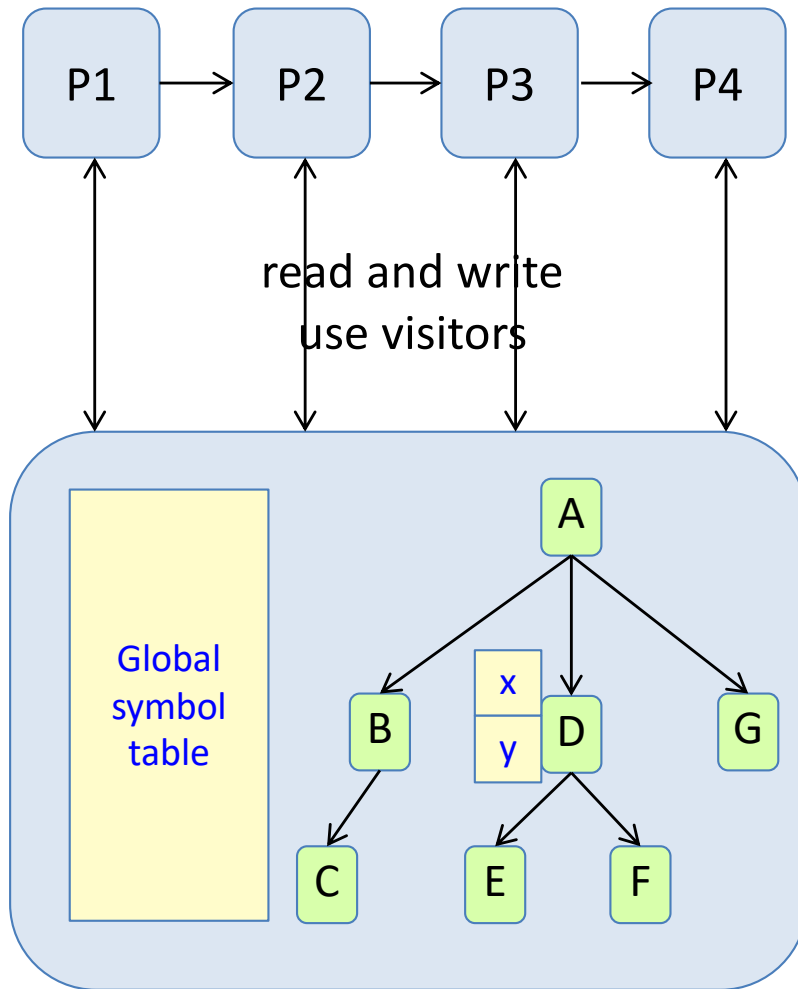 P1 P2 P3 P4
read and write
use visitors
A
Global
symbol
table
x
y
B D G
C E F